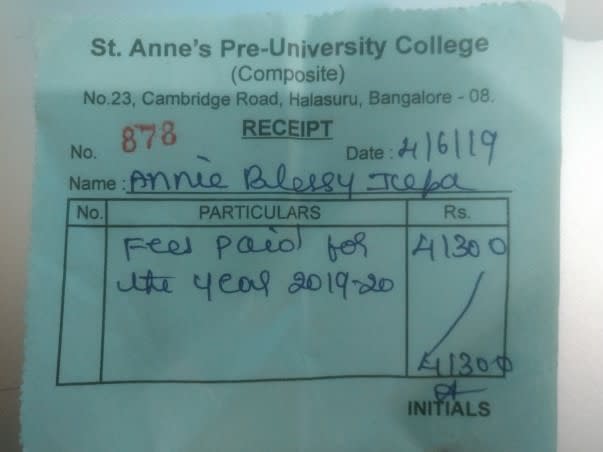 St. Anne's Pre-University College
(Composite)
No.23, Cambridge Road, Halasuru, Bangalore - 08.
RECEIPT
No. 878 Date : 4/6/19
Name : Annie Blessy
No. PARTICULARS Rs.
Fees paid for 41300
the year 2019-20
41300
INITIALS